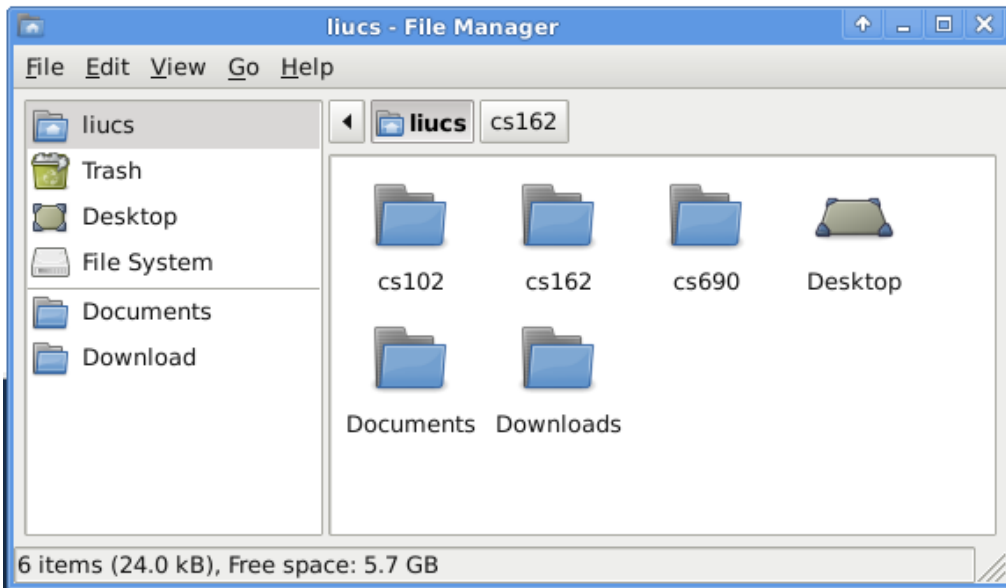 liucs - File Manager
File Edit View Go Help
liucs
Trash
Desktop
File System
Documents
Download
liucs cs162
cs102 cs162 cs690 Desktop
Documents Downloads
6 items (24.0 kB), Free space: 5.7 GB